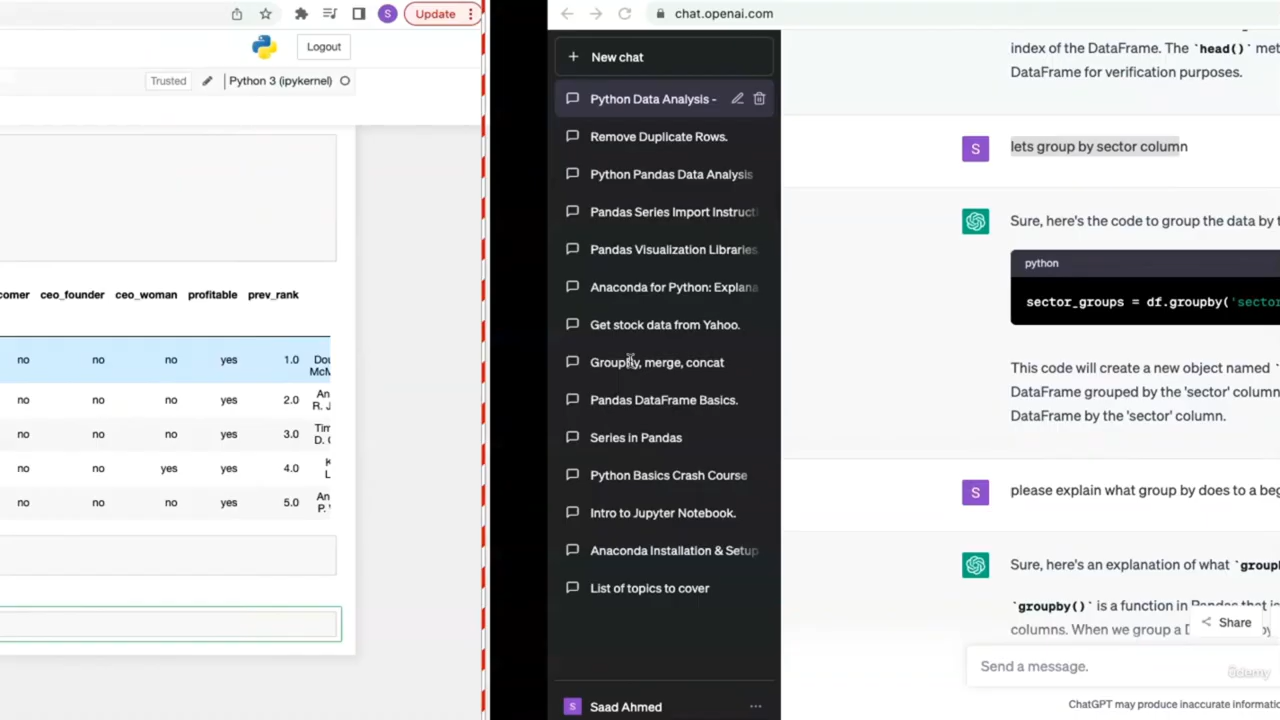 Update
Logout
Trusted
Python 3 (ipykernel)
ceo_founder ceo_woman profitable prev_rank
no no no yes 1.0
no no no yes 2.0
An
R. J
no no no yes 3.0
Tim
no no yes yes 4.0
no no no yes 5.0
An
chat.openai.com
New chat
Python Data Analysis -
Remove Duplicate Rows.
Python Pandas Data Analysis
Pandas Series Import Instructi
Pandas Visualization Libraries
Anaconda for Python: Explana
Get stock data from Yahoo.
Groupby, merge, concat
Pandas DataFrame Basics.
Series in Pandas
Python Basics Crash Course
Intro to Jupyter Notebook.
Anaconda Installation & Setup
List of topics to cover
S Saad Ahmed
index of the DataFrame. The `head()` met
DataFrame for verification purposes.
S lets group by sector column
Sure, here's the code to group the data by t
python
sector_groups = df.groupby('secto
This code will create a new object named `
DataFrame grouped by the 'sector' column
DataFrame by the 'sector' column.
S please explain what group by does to a beg
Sure, here's an explanation of what `group
`groupby()` is a function in Pandas that
columns. When we group a
Share
Send a message.
ûdemy
ChatGPT may produce inaccurate informatio